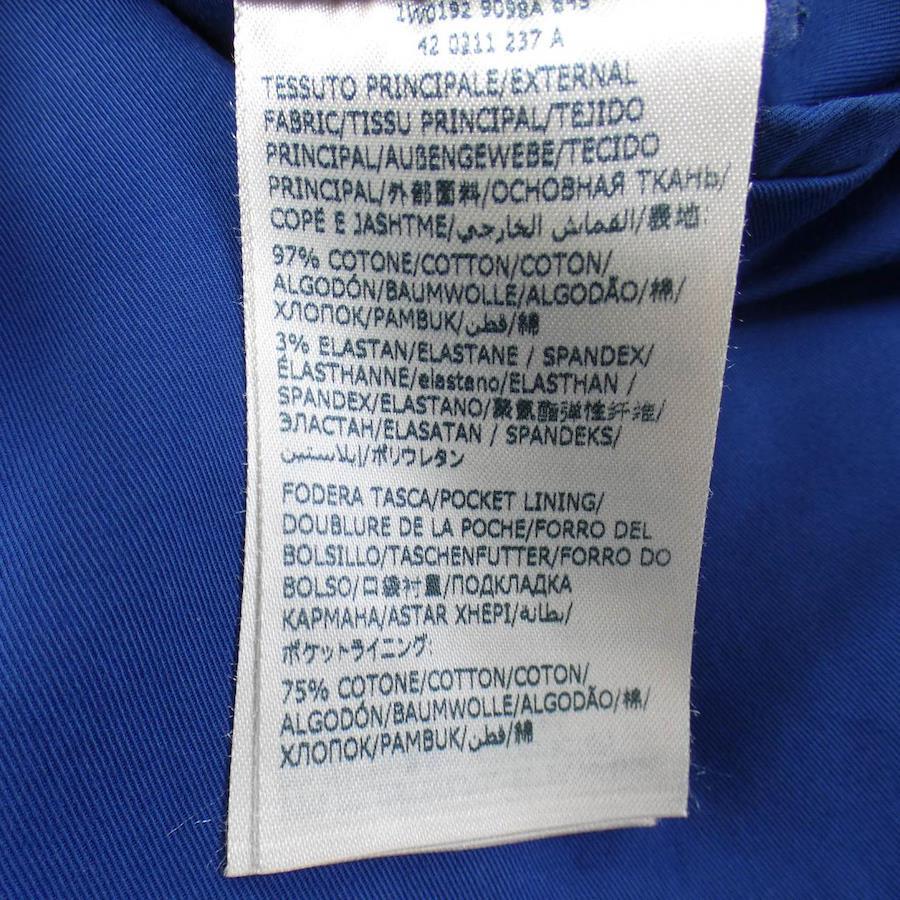 1W0192 9098A 845
42 0211 237 A
TESSUTO PRINCIPALE/EXTERNAL
FABRIC/TISSU PRINCIPAL/TEJIDO
PRINCIPAL/AUßENGEWEBE/TECIDO
PRINCIPAL/外部面料/ОСНОВНАЯ ТКАНЬ/
COPÉ E JASHTME/القماش الخارجي/表地:
97% COTONE/COTTON/COTON/
ALGODÓN/BAUMWOLLE/ALGODÃO/棉/
ХЛОПОК/PAMBUK/قطن/綿
3% ELASTAN/ELASTANE / SPANDEX/
ÉLASTHANNE/elastano/ELASTHAN /
SPANDEX/ELASTANO/聚氨酯弹性纤维/
ЭЛАСТАН/ELASATAN / SPANDEKS/
إيلاستين/ポリウレタン
FODERA TASCA/POCKET LINING/
DOUBLURE DE LA POCHE/FORRO DEL
BOLSILLO/TASCHENFUTTER/FORRO DO
BOLSO/口袋衬里/ПОДКЛАДКА
КАРМАНА/ASTAR XHEPI/بطانة/
ポケットライニング:
75% COTONE/COTTON/COTON/
ALGODÓN/BAUMWOLLE/ALGODÃO/棉/
ХЛОПОК/PAMBUK/قطن/綿